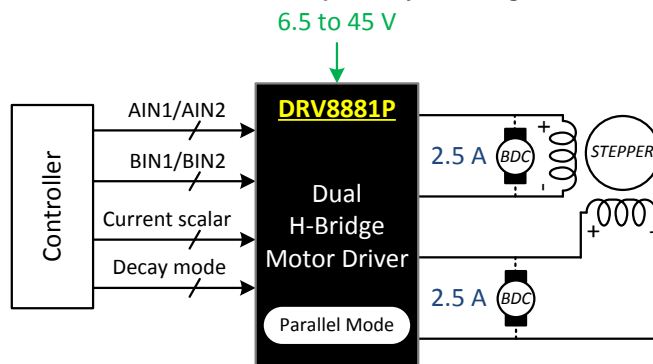 6.5 to 45 V
Controller
AIN1/AIN2
BIN1/BIN2
Current scalar
Decay mode
DRV8881P
Dual
H-Bridge
Motor Driver
Parallel Mode
2.5 A
BDC
+
-
STEPPER
+
-
2.5 A
BDC